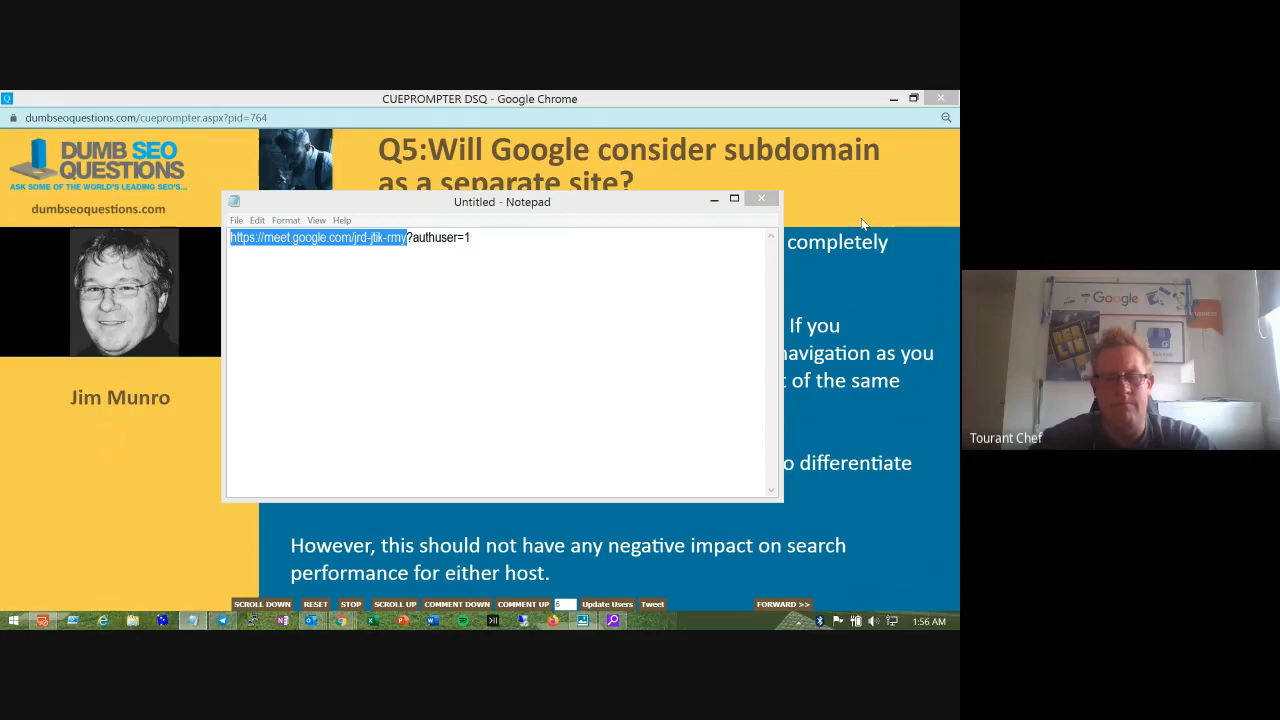 CUEPROMPTER DSQ - Google Chrome
dumbseoquestions.com/cueprompter.aspx?pid=764
DUMB SEO
QUESTIONS
ASK SOME OF THE WORLD'S LEADING SEO'S...
dumbseoquestions.com
Q5:Will Google consider subdomain
as a separate site?
Untitled - Notepad
File Edit Format View Help
https://meet.google.com/jrd-jtik-rmy?authuser=1
completely
If you
navigation as you
of the same
differentiate
However, this should not have any negative impact on search
performance for either host.
Jim Munro
Google
Tourant Chef
SCROLL DOWN RESET STOP SCROLL UP COMMENT DOWN COMMENT UP 5 Update Users Tweet FORWARD >>
1:56 AM